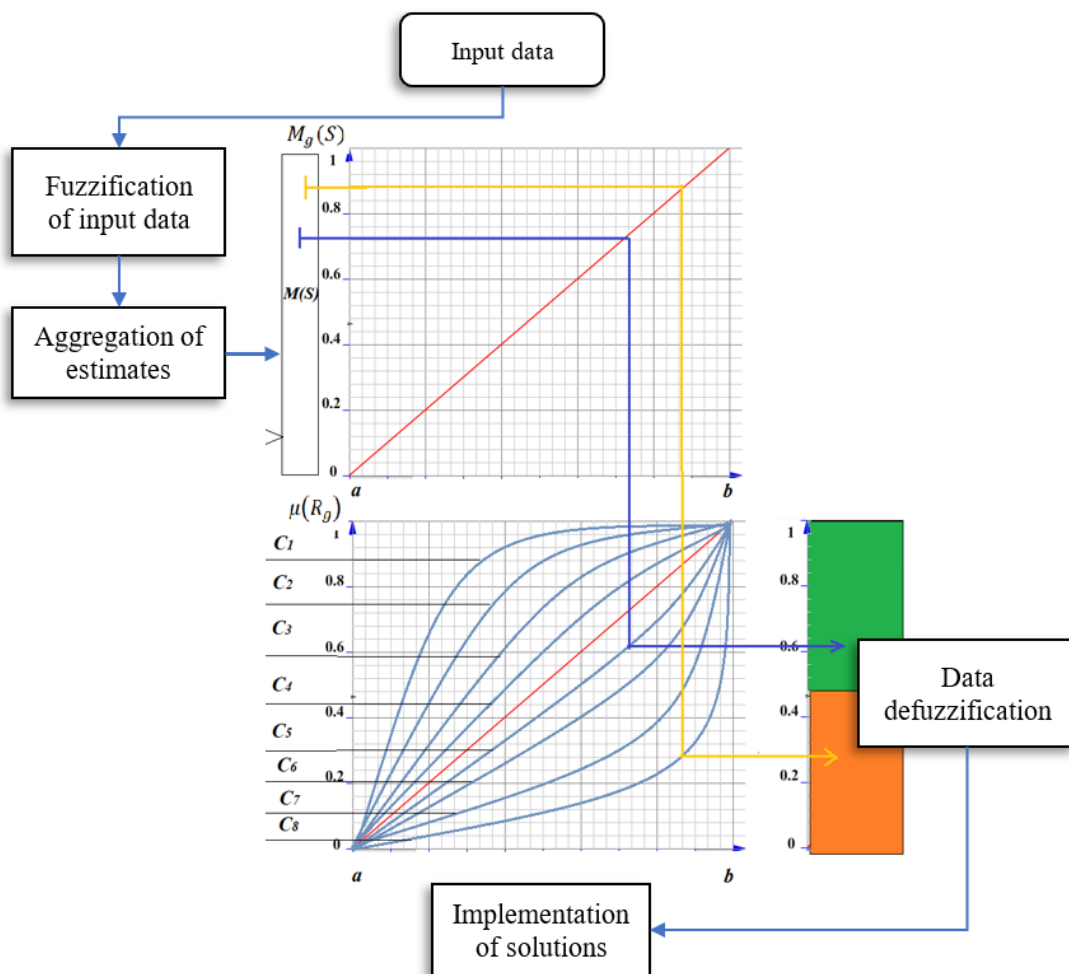 Input data
Fuzzification
of input data
Aggregation of
estimates
M_g(S)
1
0.8
0.6
0.4
0.2
0
M(S)
a
b
μ(R_g)
1
0.8
0.6
0.4
0.2
0
C1
C2
C3
C4
C5
C6
C7
C8
a
b
1
0.8
0.6
0.4
0.2
0
Data
defuzzification
Implementation
of solutions